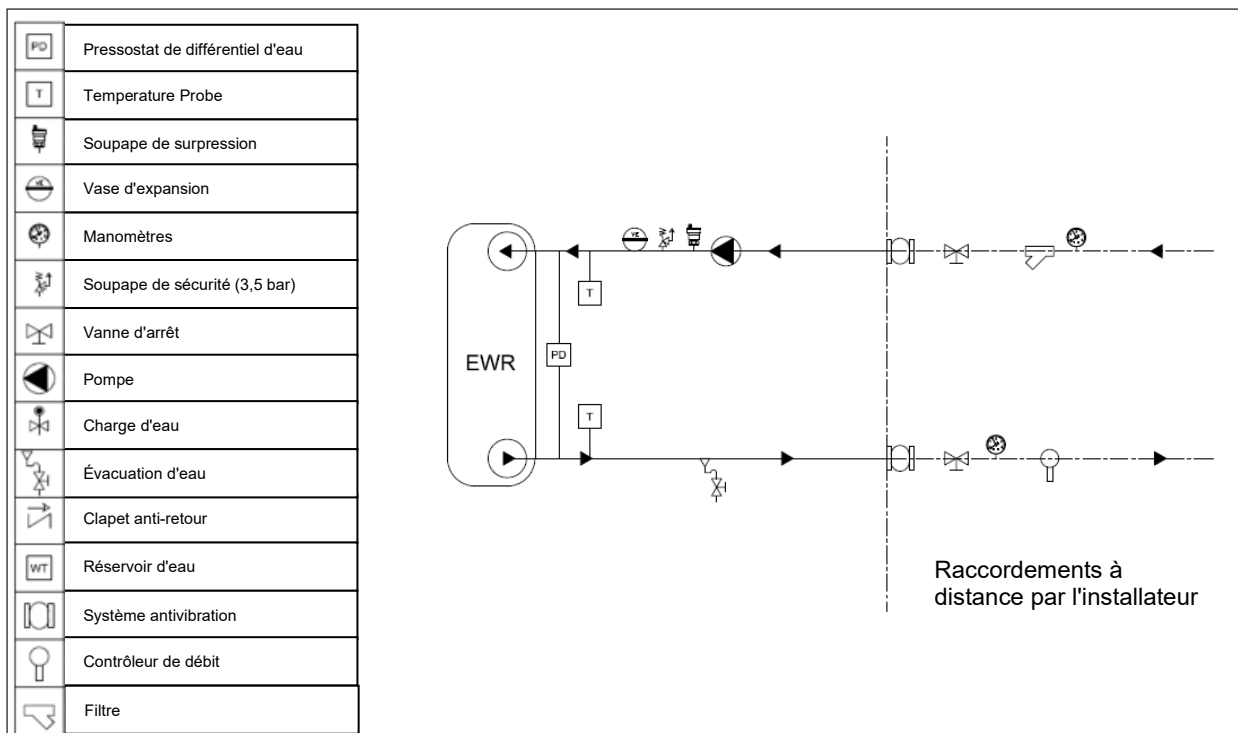 PD
Pressostat de différentiel d'eau
T
Temperature Probe
Soupape de surpression
VE
Vase d'expansion
Manomètres
Soupape de sécurité (3,5 bar)
Vanne d'arrêt
Pompe
Charge d'eau
Évacuation d'eau
Clapet anti-retour
WT
Réservoir d'eau
Système antivibration
Contrôleur de débit
Filtre
VE
T
PD
EWR
T
Raccordements à
distance par l'installateur